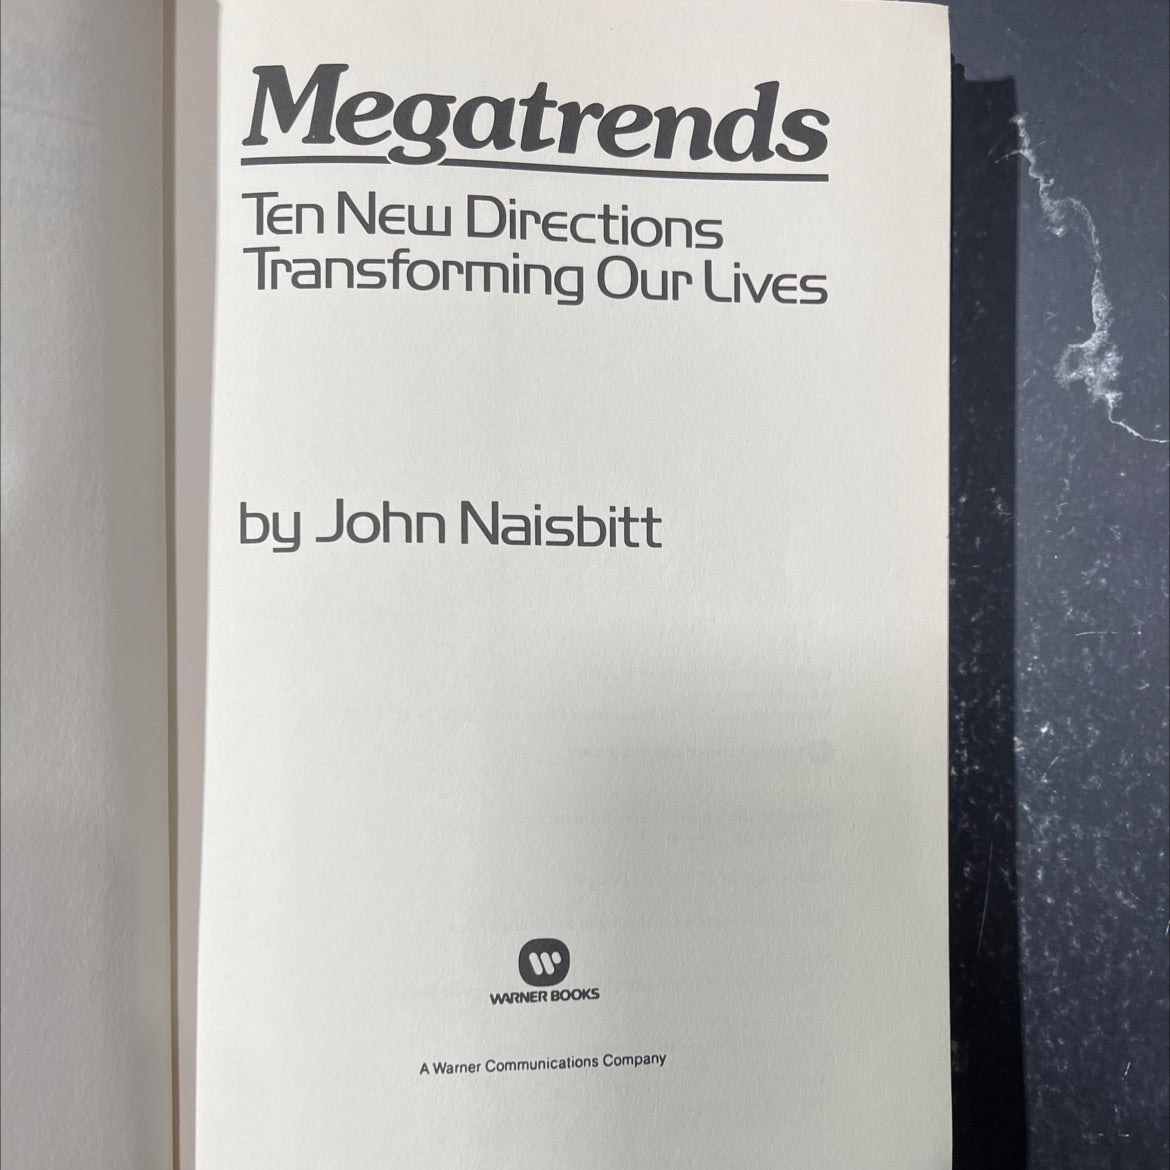 Megatrends
Ten New Directions
Transforming Our Lives
by John Naisbitt
WARNER BOOKS
A Warner Communications Company